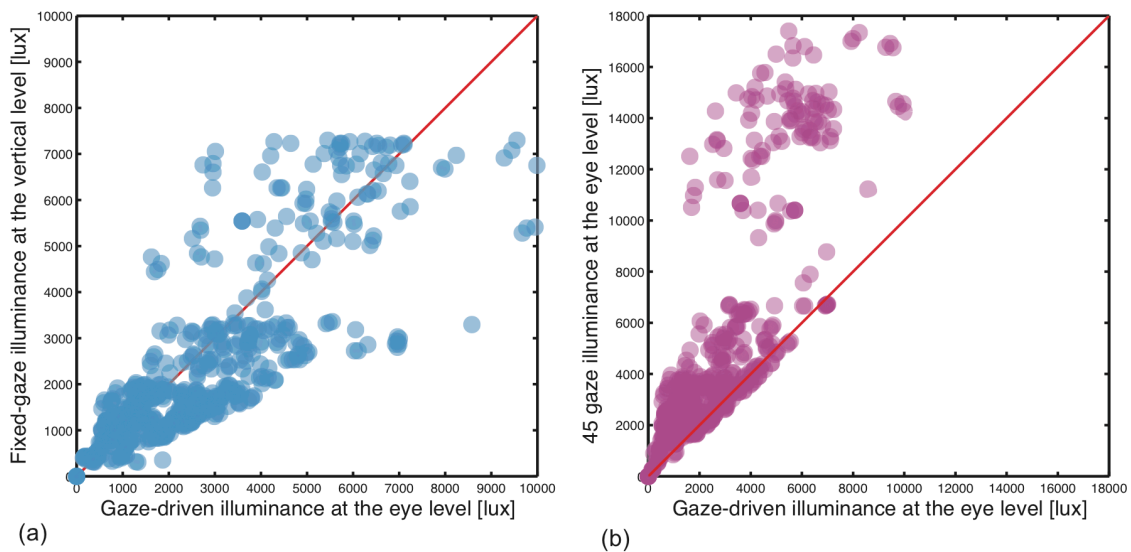 10000
9000
8000
7000
6000
5000
4000
3000
2000
1000
0
0 1000 2000 3000 4000 5000 6000 7000 8000 9000 10000
Fixed-gaze illuminance at the vertical level [lux]
Gaze-driven illuminance at the eye level [lux]
(a)
18000
16000
14000
12000
10000
8000
6000
4000
2000
0
0 2000 4000 6000 8000 10000 12000 14000 16000 18000
45 gaze illuminance at the eye level [lux]
Gaze-driven illuminance at the eye level [lux]
(b)